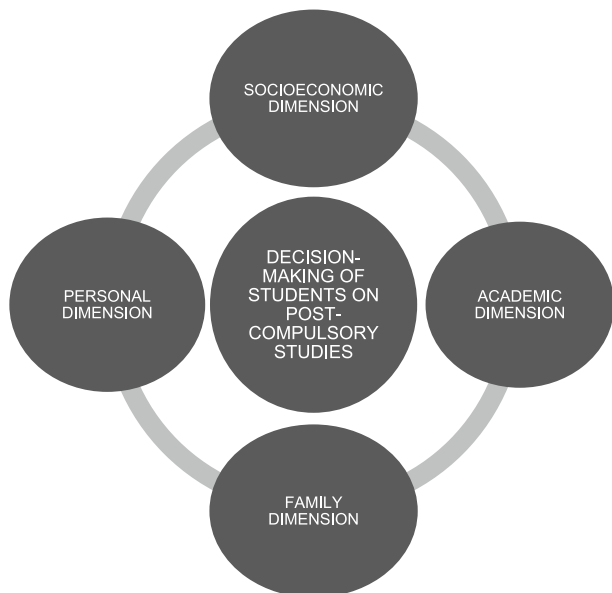 SOCIOECONOMIC
DIMENSION
PERSONAL
DIMENSION
DECISION-
MAKING OF
STUDENTS ON
POST-
COMPULSORY
STUDIES
ACADEMIC
DIMENSION
FAMILY
DIMENSION